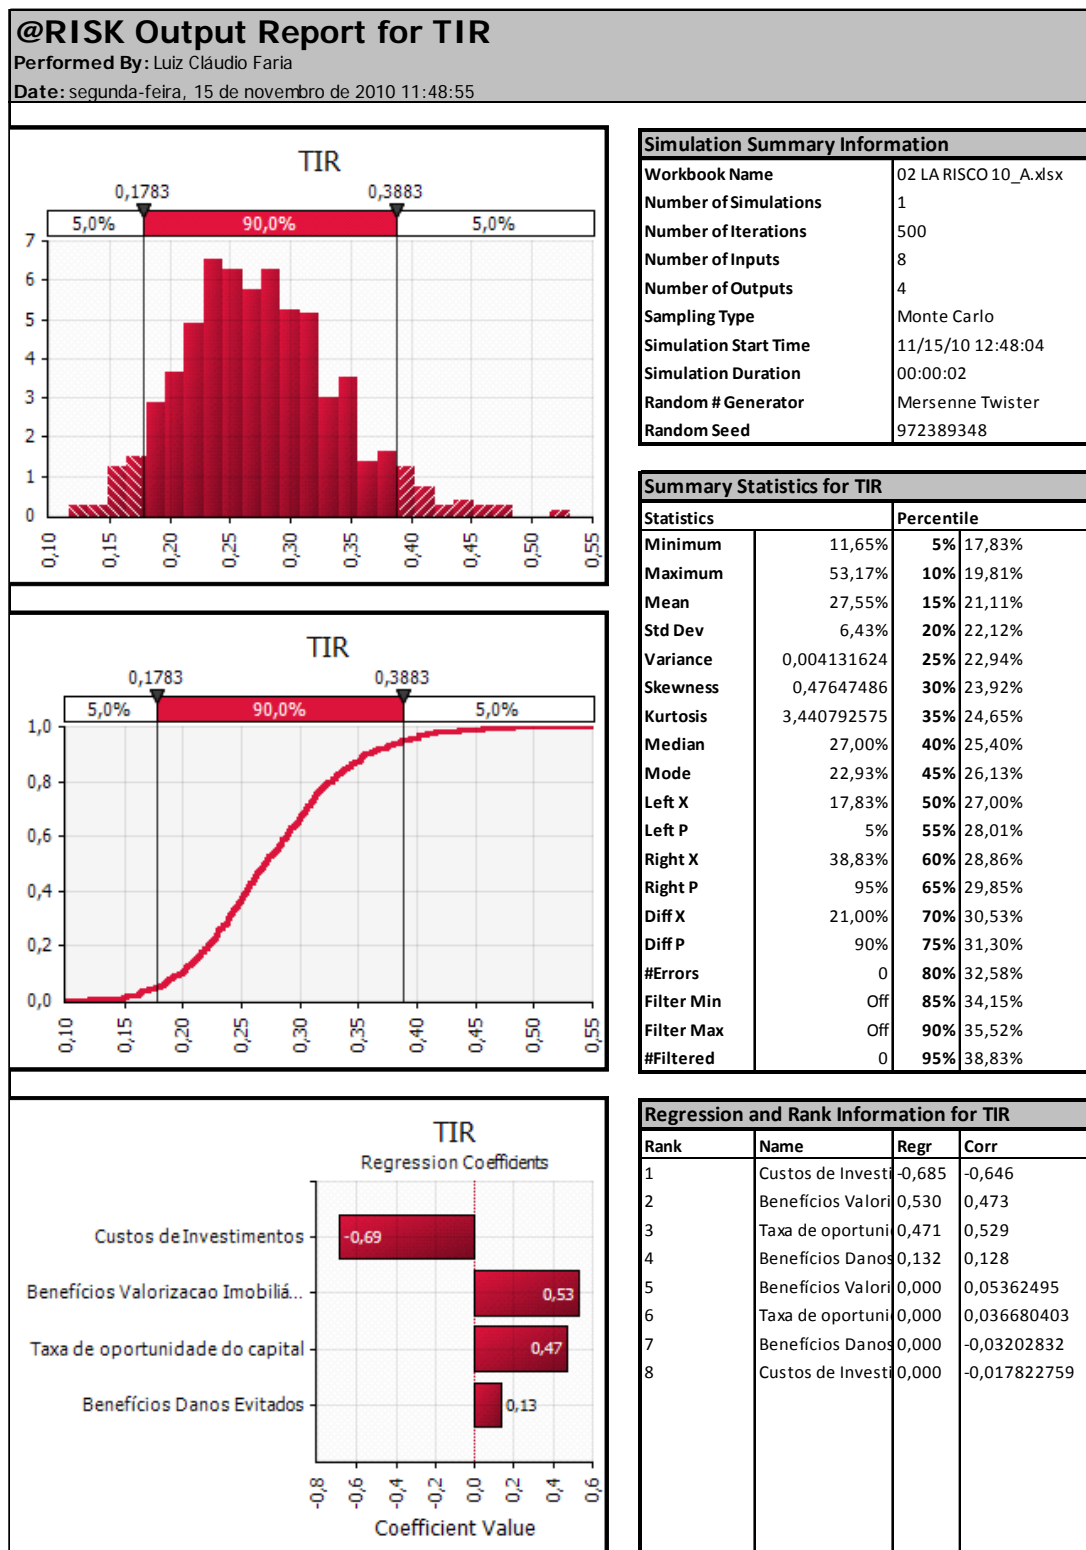 @RISK Output Report for TIR
Performed By: Luiz Cláudio Faria
Date: segunda-feira, 15 de novembro de 2010 11:48:55
TIR
0,1783 0,3883
5,0% 90,0% 5,0%
7
6
5
4
3
2
1
0
0,10 0,15 0,20 0,25 0,30 0,35 0,40 0,45 0,50 0,55
Simulation Summary Information
Workbook Name 02 LA RISCO 10_A.xlsx
Number of Simulations 1
Number of Iterations 500
Number of Inputs 8
Number of Outputs 4
Sampling Type Monte Carlo
Simulation Start Time 11/15/10 12:48:04
Simulation Duration 00:00:02
Random # Generator Mersenne Twister
Random Seed 972389348
TIR
0,1783 0,3883
5,0% 90,0% 5,0%
1,0
0,8
0,6
0,4
0,2
0,0
0,10 0,15 0,20 0,25 0,30 0,35 0,40 0,45 0,50 0,55
Summary Statistics for TIR
Statistics Percentile
Minimum 11,65% 5% 17,83%
Maximum 53,17% 10% 19,81%
Mean 27,55% 15% 21,11%
Std Dev 6,43% 20% 22,12%
Variance 0,004131624 25% 22,94%
Skewness 0,47647486 30% 23,92%
Kurtosis 3,440792575 35% 24,65%
Median 27,00% 40% 25,40%
Mode 22,93% 45% 26,13%
Left X 17,83% 50% 27,00%
Left P 5% 55% 28,01%
Right X 38,83% 60% 28,86%
Right P 95% 65% 29,85%
Diff X 21,00% 70% 30,53%
Diff P 90% 75% 31,30%
#Errors 0 80% 32,58%
Filter Min Off 85% 34,15%
Filter Max Off 90% 35,52%
#Filtered 0 95% 38,83%
TIR
Regression Coefficients
Custos de Investimentos -0,69
Benefícios Valorizacao Imobiliá... 0,53
Taxa de oportunidade do capital 0,47
Benefícios Danos Evitados 0,13
-0,8 -0,6 -0,4 -0,2 0,0 0,2 0,4 0,6
Coefficient Value
Regression and Rank Information for TIR
Rank Name Regr Corr
1 Custos de Investi -0,685 -0,646
2 Benefícios Valori 0,530 0,473
3 Taxa de oportuni 0,471 0,529
4 Benefícios Danos 0,132 0,128
5 Benefícios Valori 0,000 0,05362495
6 Taxa de oportuni 0,000 0,036680403
7 Benefícios Danos 0,000 -0,03202832
8 Custos de Investi 0,000 -0,017822759